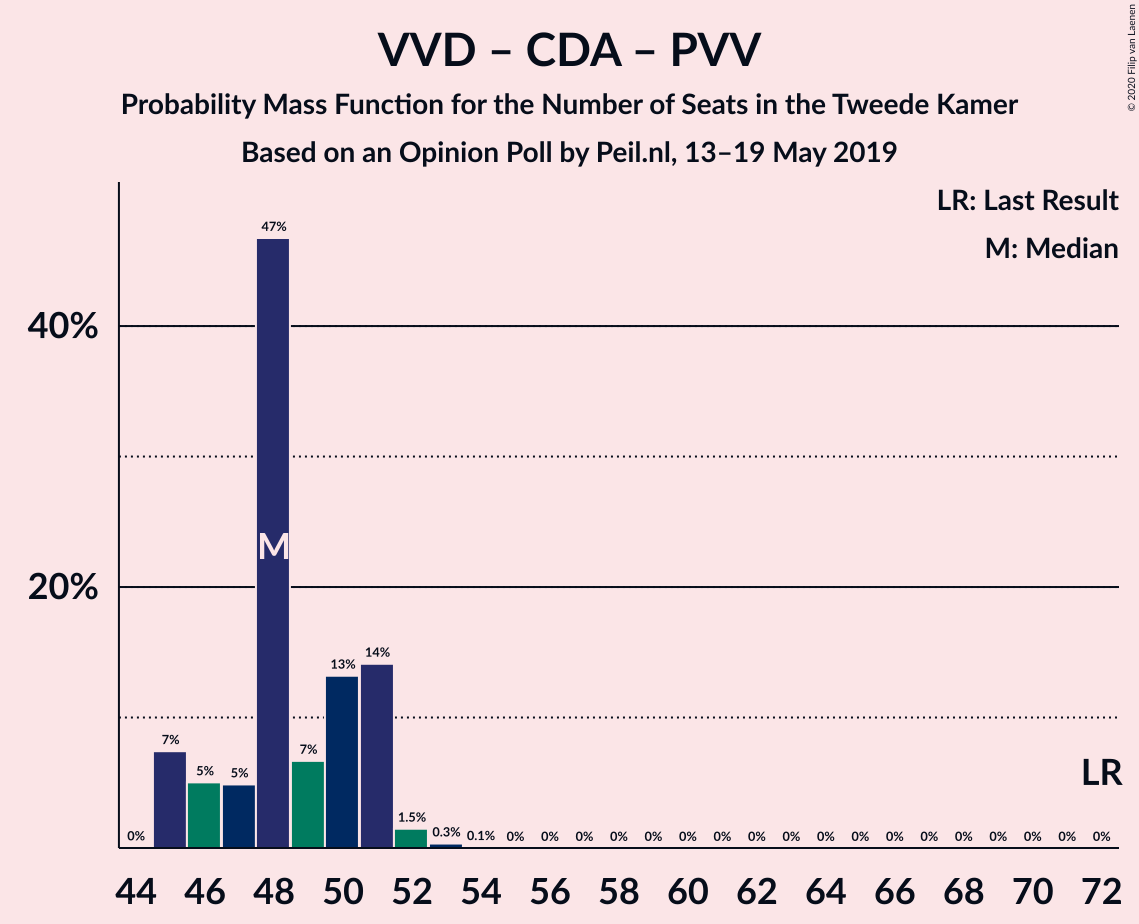 VVD – CDA – PVV
Probability Mass Function for the Number of Seats in the Tweede Kamer
Based on an Opinion Poll by Peil.nl, 13–19 May 2019
© 2020 Filip van Laenen
LR: Last Result
M: Median
47%
40%
M
20%
14%
13%
7%
7%
5%
5%
LR
1.5%
0% 0.3% 0.1% 0% 0% 0% 0% 0% 0% 0% 0% 0% 0% 0% 0% 0% 0% 0% 0% 0% 0%
44 46 48 50 52 54 56 58 60 62 64 66 68 70 72